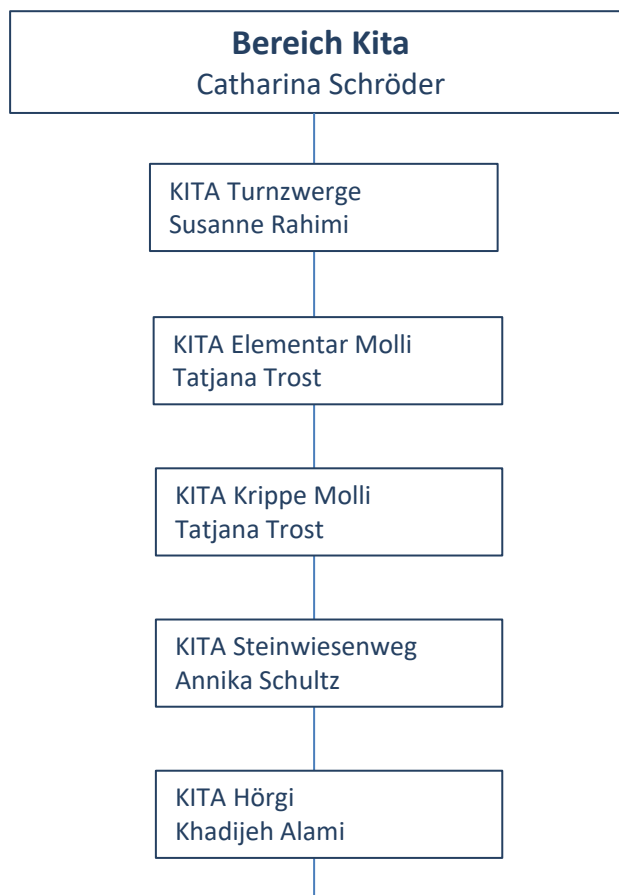 Bereich Kita
Catharina Schröder
KITA Turnzwerge
Susanne Rahimi
KITA Elementar Molli
Tatjana Trost
KITA Krippe Molli
Tatjana Trost
KITA Steinwiesenweg
Annika Schultz
KITA Hörgi
Khadijeh Alami